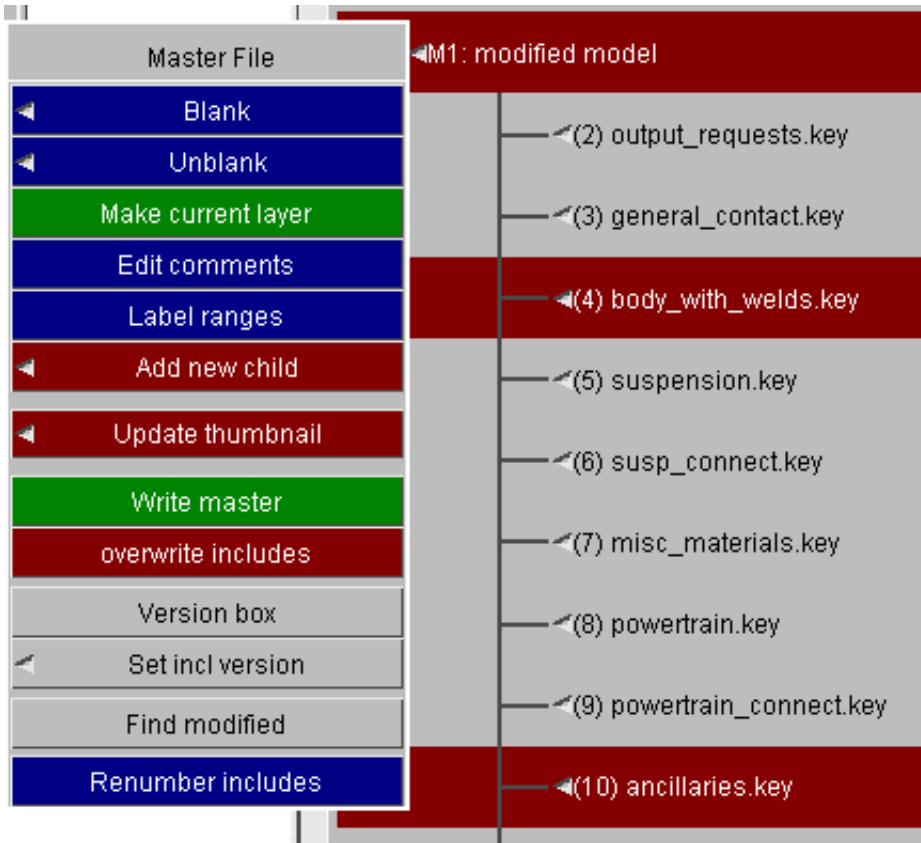 Master File
Blank
Unblank
Make current layer
Edit comments
Label ranges
Add new child
Update thumbnail
Write master
overwrite includes
Version box
Set incl version
Find modified
Renumber includes
M1: modified model
(2) output_requests.key
(3) general_contact.key
(4) body_with_welds.key
(5) suspension.key
(6) susp_connect.key
(7) misc_materials.key
(8) powertrain.key
(9) powertrain_connect.key
(10) ancillaries.key